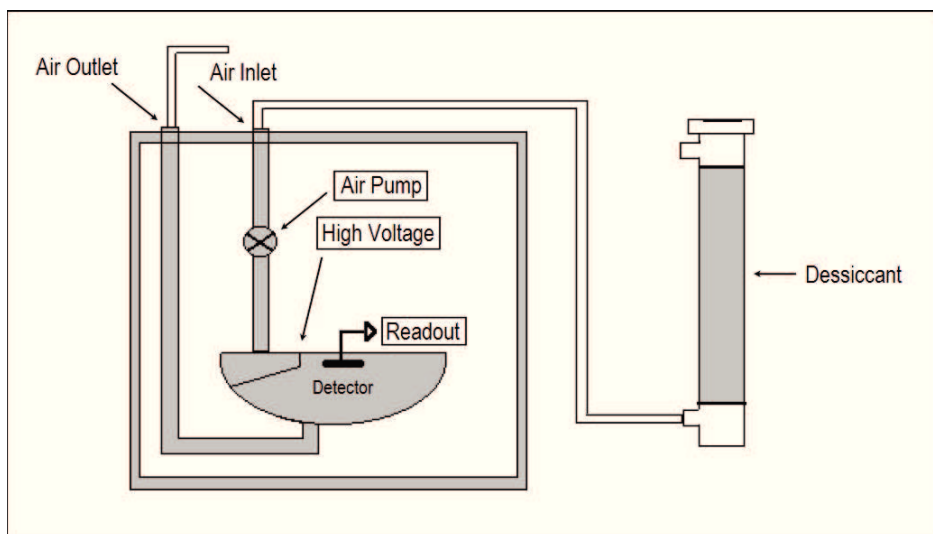 Air Outlet
Air Inlet
Air Pump
High Voltage
Dessiccant
Readout
Detector